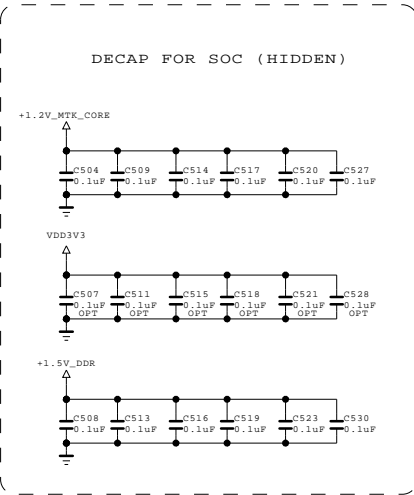 DECAP FOR SOC (HIDDEN)
+1.2V_MTK_CORE
C504 C509 C514 C517 C520 C527
0.1uF 0.1uF 0.1uF 0.1uF 0.1uF 0.1uF
VDD3V3
C507 C511 C515 C518 C521 C528
0.1uF 0.1uF 0.1uF 0.1uF 0.1uF 0.1uF
OPT OPT OPT OPT OPT OPT
+1.5V_DDR
C508 C513 C516 C519 C523 C530
0.1uF 0.1uF 0.1uF 0.1uF 0.1uF 0.1uF